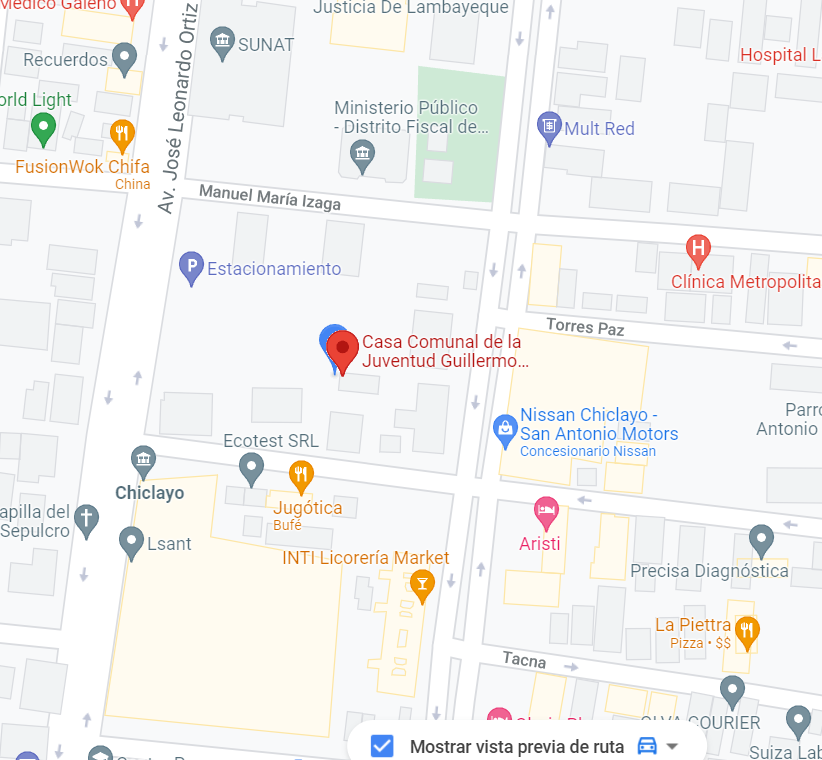 Médico Galeno
Justicia De Lambayeque
SUNAT
Recuerdos
Hospital L
orld Light
Av. José Leonardo Ortiz
Ministerio Público
- Distrito Fiscal de...
Mult Red
FusionWok Chifa
China
Manuel María Izaga
P
Estacionamiento
H
Clínica Metropolita
Torres Paz
Casa Comunal de la
Juventud Guillermo...
Nissan Chiclayo -
San Antonio Motors
Concesionario Nissan
Parro
Antonio
Ecotest SRL
Chiclayo
Jugótica
Bufé
apilla del
Sepulcro
Lsant
INTI Licorería Market
Aristi
Precisa Diagnóstica
La Piettra
Pizza • $$
Tacna
OLVA COURIER
Suiza Lab
Mostrar vista previa de ruta